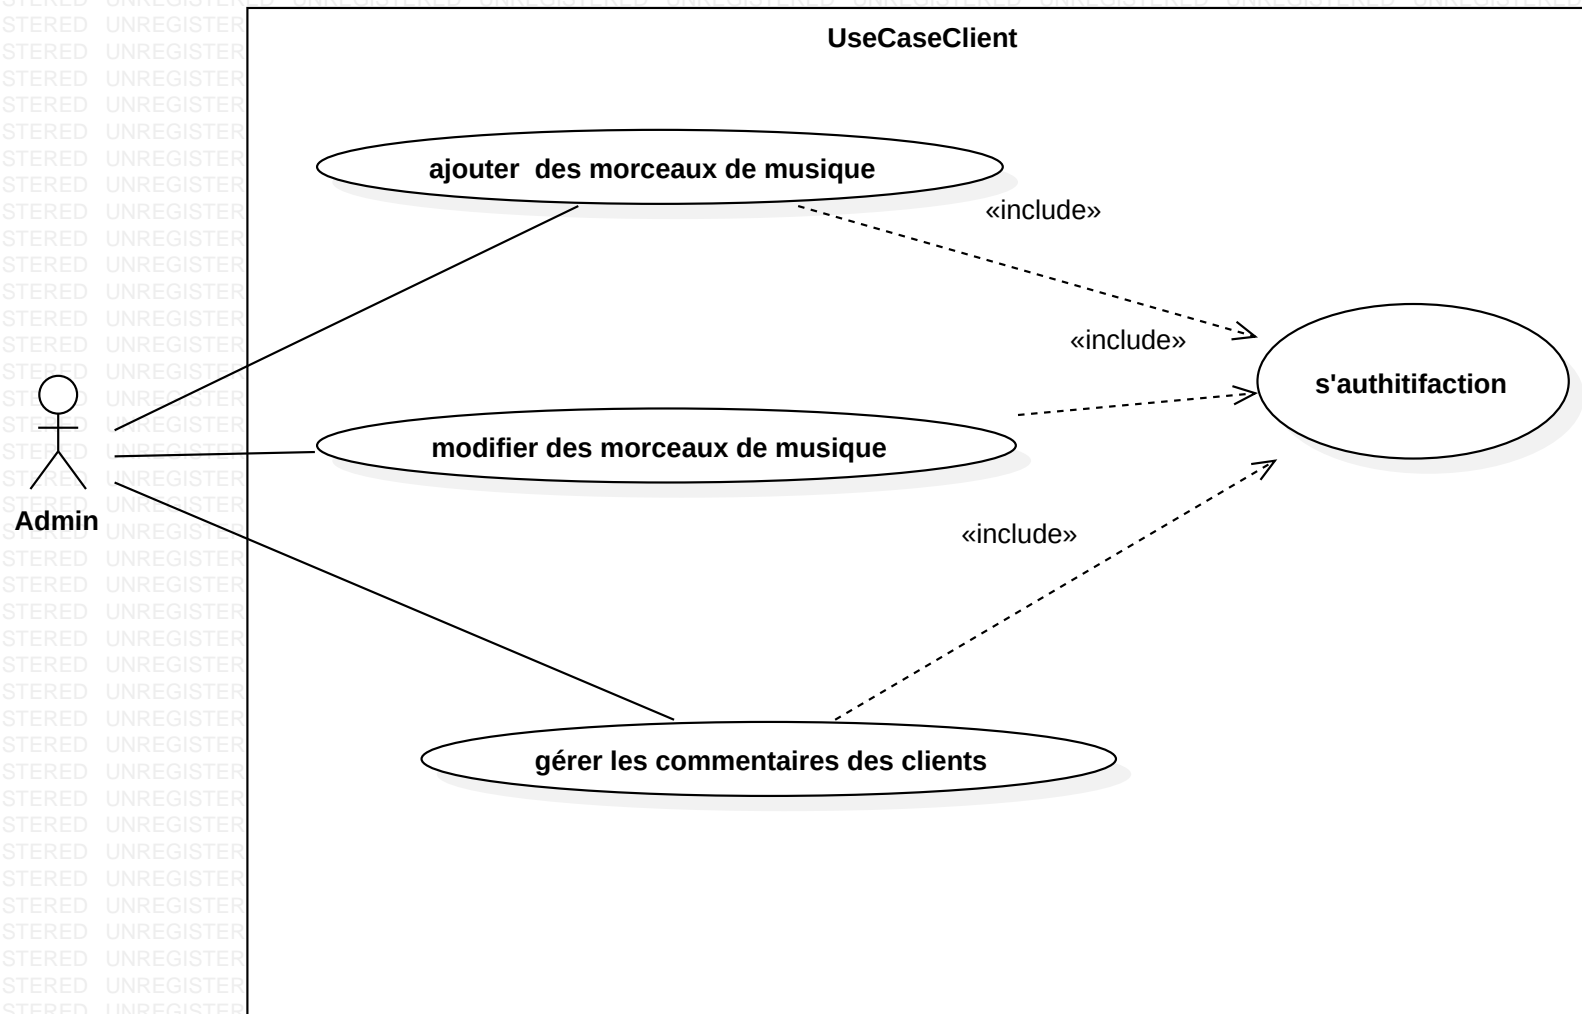 UseCaseClient
ajouter  des morceaux de musique
«include»
«include»
s'authitifaction
modifier des morceaux de musique
Admin
«include»
gérer les commentaires des clients